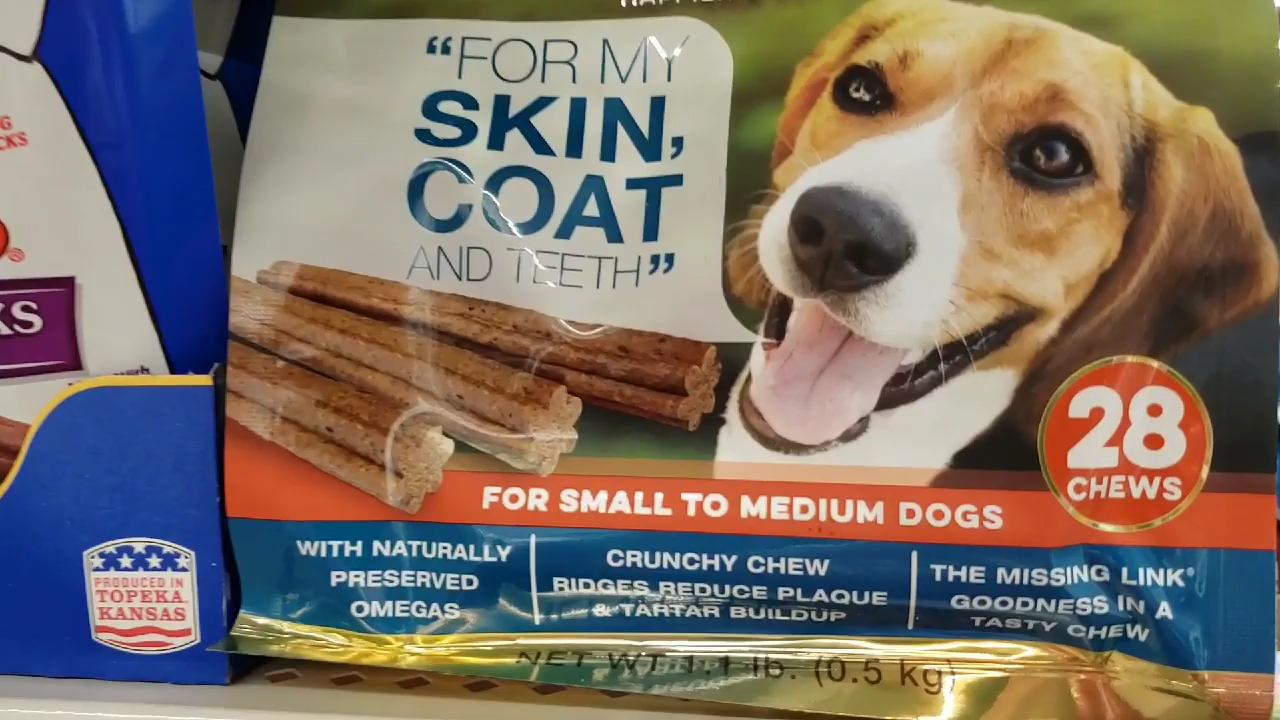 “FOR MY
SKIN,
COAT
AND TEETH”
28
CHEWS
FOR SMALL TO MEDIUM DOGS
WITH NATURALLY
PRESERVED
OMEGAS
CRUNCHY CHEW
RIDGES REDUCE PLAQUE
& TARTAR BUILDUP
THE MISSING LINK®
GOODNESS IN A
TASTY CHEW
NET WT 1.1 lb. (0.5 kg)
PRODUCED IN
TOPEKA,
KANSAS